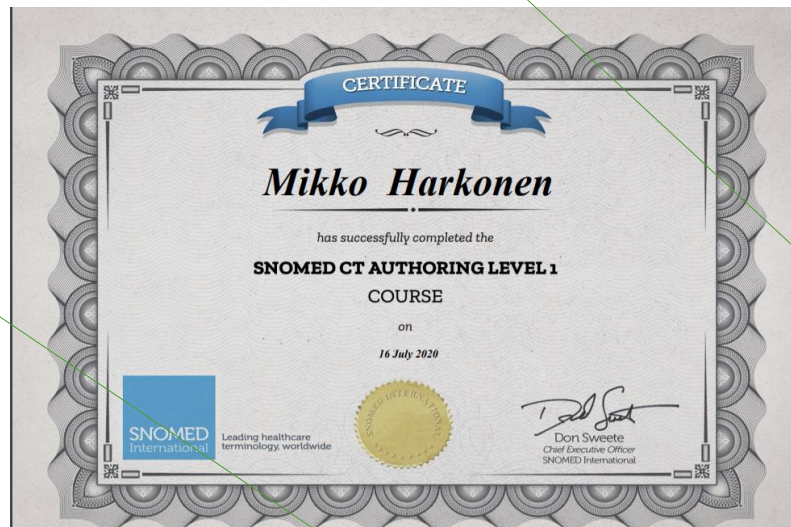 CERTIFICATE
Mikko Harkonen
has successfully completed the
SNOMED CT AUTHORING LEVEL 1
COURSE
on
16 July 2020
SNOMED
International
Leading healthcare
terminology, worldwide
SNOMED INTERNATIONAL
Don Sweete
Chief Executive Officer
SNOMED International